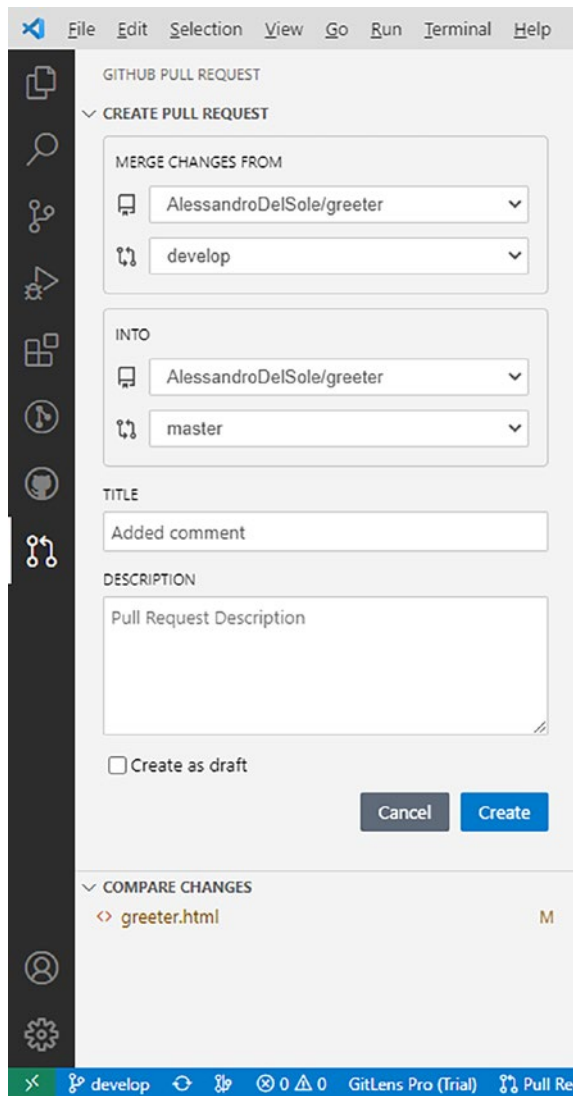 File Edit Selection View Go Run Terminal Help
GITHUB PULL REQUEST
CREATE PULL REQUEST
MERGE CHANGES FROM
AlessandroDelSole/greeter
develop
INTO
AlessandroDelSole/greeter
master
TITLE
Added comment
DESCRIPTION
Pull Request Description
Create as draft
Cancel Create
COMPARE CHANGES
<> greeter.html M
develop 0 0 GitLens Pro (Trial) Pull Re